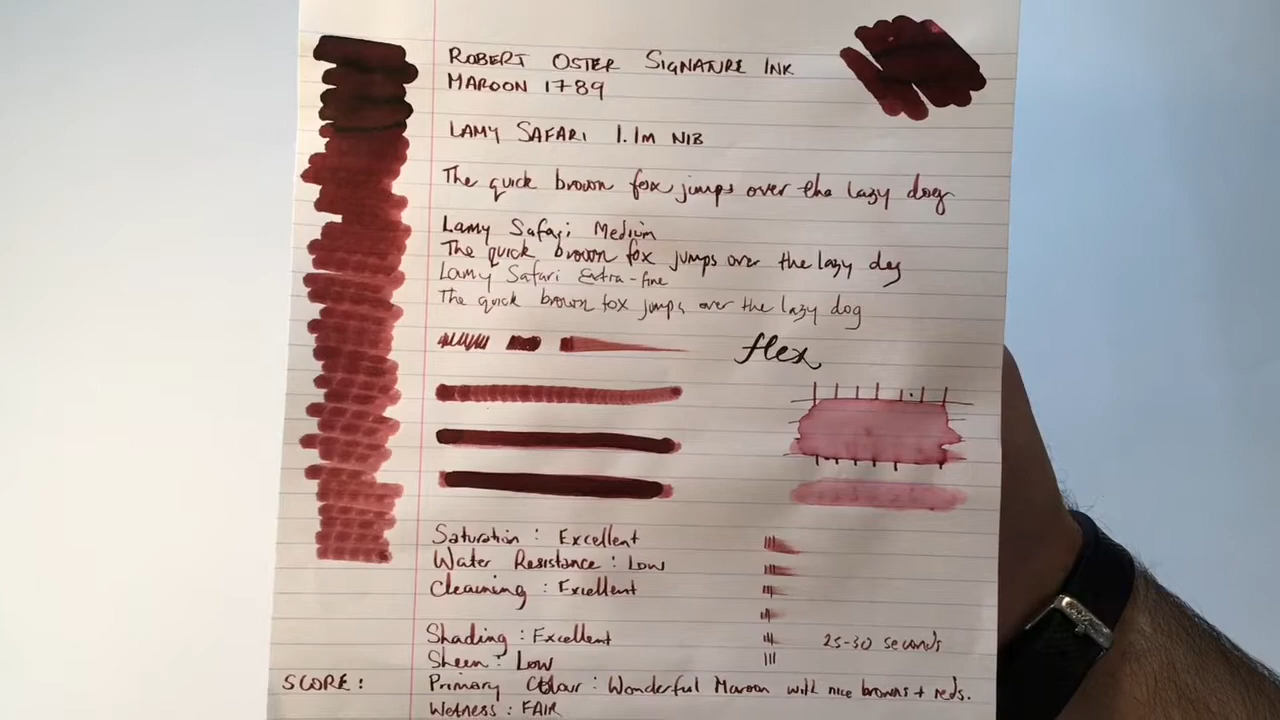 ROBERT OSTER SIGNATURE INK
MAROON 1789
LAMY SAFARI 1.1M NIB
The quick brown fox jumps over the lazy dog
Lamy Safari Medium
The quick brown fox jumps over the lazy dog
Lamy Safari Extra-fine
The quick brown fox jumps over the lazy dog
flex
Saturation : Excellent
Water Resistance : Low
Cleaning : Excellent
Shading : Excellent
25-30 seconds
Sheen : Low
SCORE : Primary Colour : Wonderful Maroon with nice browns + reds.
Wetness : FAIR